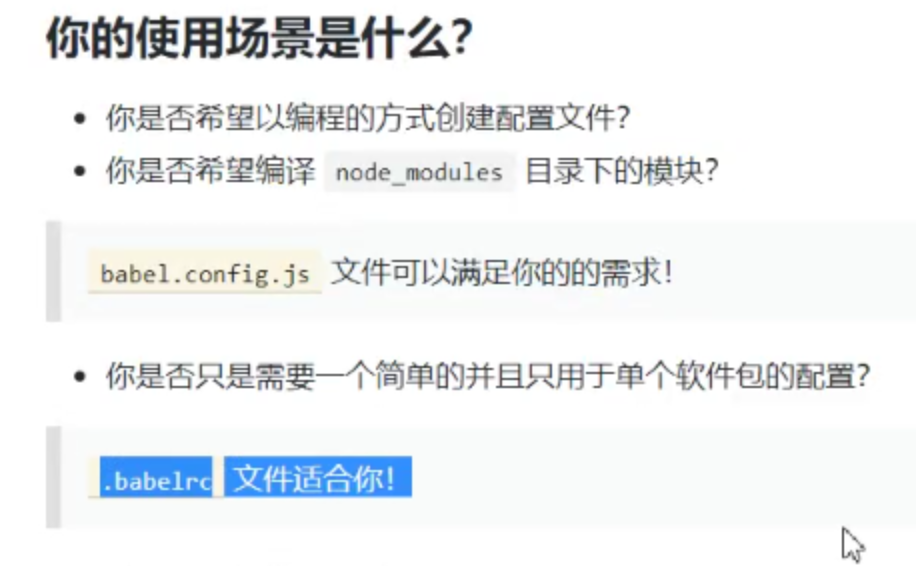 你的使用场景是什么?
你是否希望以编程的方式创建配置文件?
你是否希望编译 node_modules 目录下的模块?
babel.config.js 文件可以满足你的的需求!
你是否只是需要一个简单的并且只用于单个软件包的配置?
.babelrc 文件适合你!